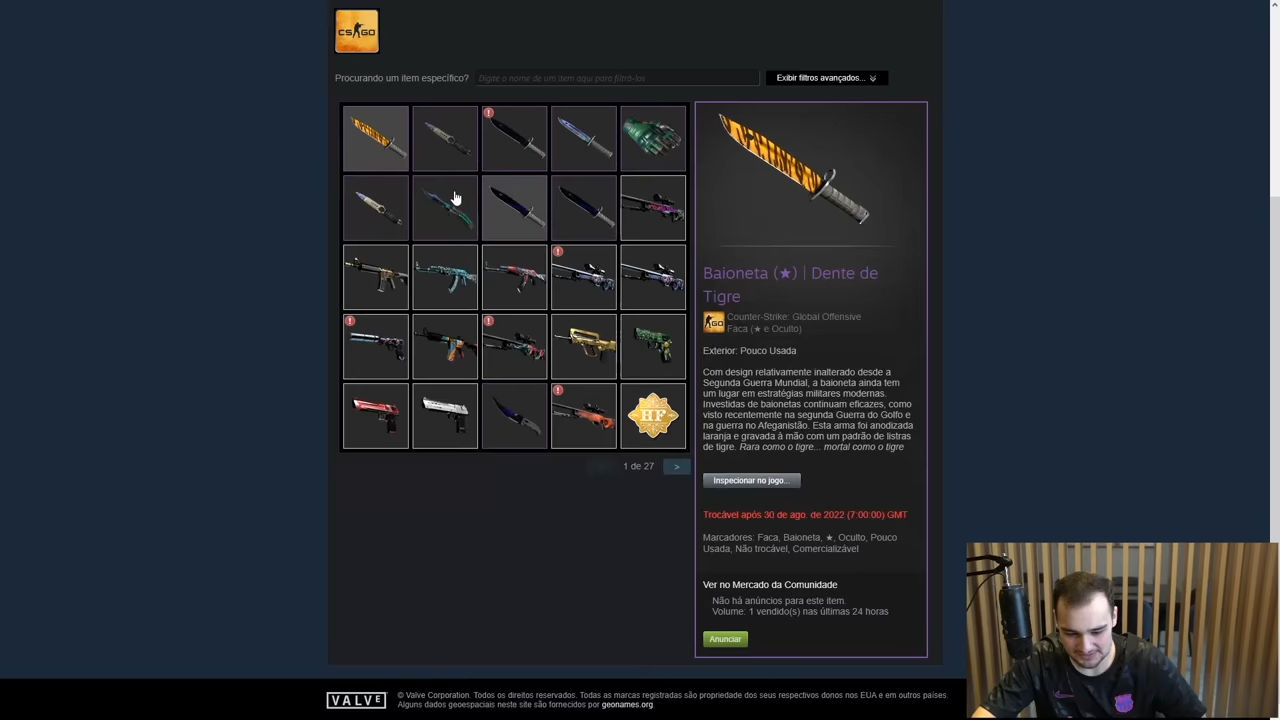 CS GO
Procurando um item específico?
Digite o nome de um item aqui para filtrá-los
Exibir filtros avançados...
Baioneta (★) | Dente de
Tigre
Counter-Strike: Global Offensive
Faca (★ e Oculto)
Exterior: Pouco Usada
Com design relativamente inalterado desde a
Segunda Guerra Mundial, a baioneta ainda tem
um lugar em estratégias militares modernas.
Investidas de baionetas continuam eficazes, como
visto recentemente na segunda Guerra do Golfo e
na guerra no Afeganistão. Esta arma foi anodizada
laranja e gravada à mão com um padrão de listras
de tigre. Rara como o tigre... mortal como o tigre
HF
1 de 27
>
Inspecionar no jogo...
Trocável após 30 de ago. de 2022 (7:00:00) GMT
Marcadores: Faca, Baioneta, ★, Oculto, Pouco
Usada, Não trocável, Comercializável
Ver no Mercado da Comunidade
Não há anúncios para este item.
Volume: 1 vendido(s) nas últimas 24 horas
Anunciar
VALVE
© Valve Corporation. Todos os direitos reservados. Todas as marcas registradas são propriedade dos seus respectivos donos nos EUA e em outros países.
Alguns dados geoespaciais neste site são fornecidos por geonames.org.